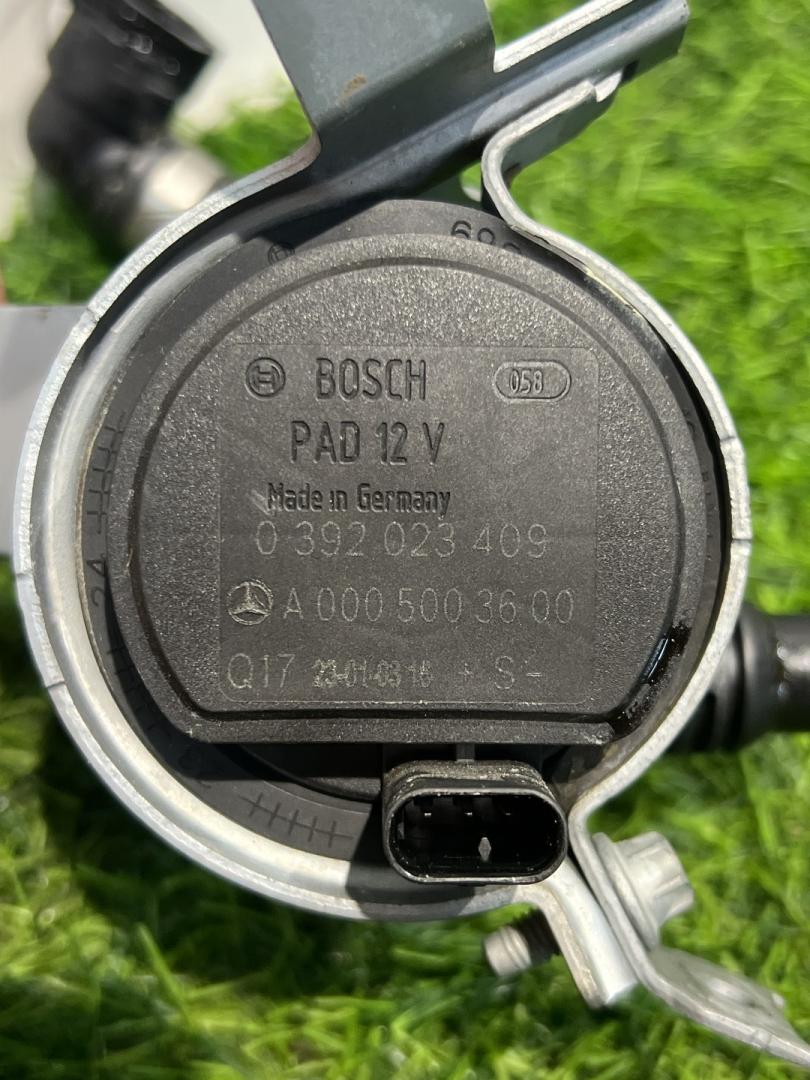 BOSCH 058
PAD 12 V
Made in Germany
0 392 023 409
A 000 500 36 00
Q17 23-01-03 16 + S -
24